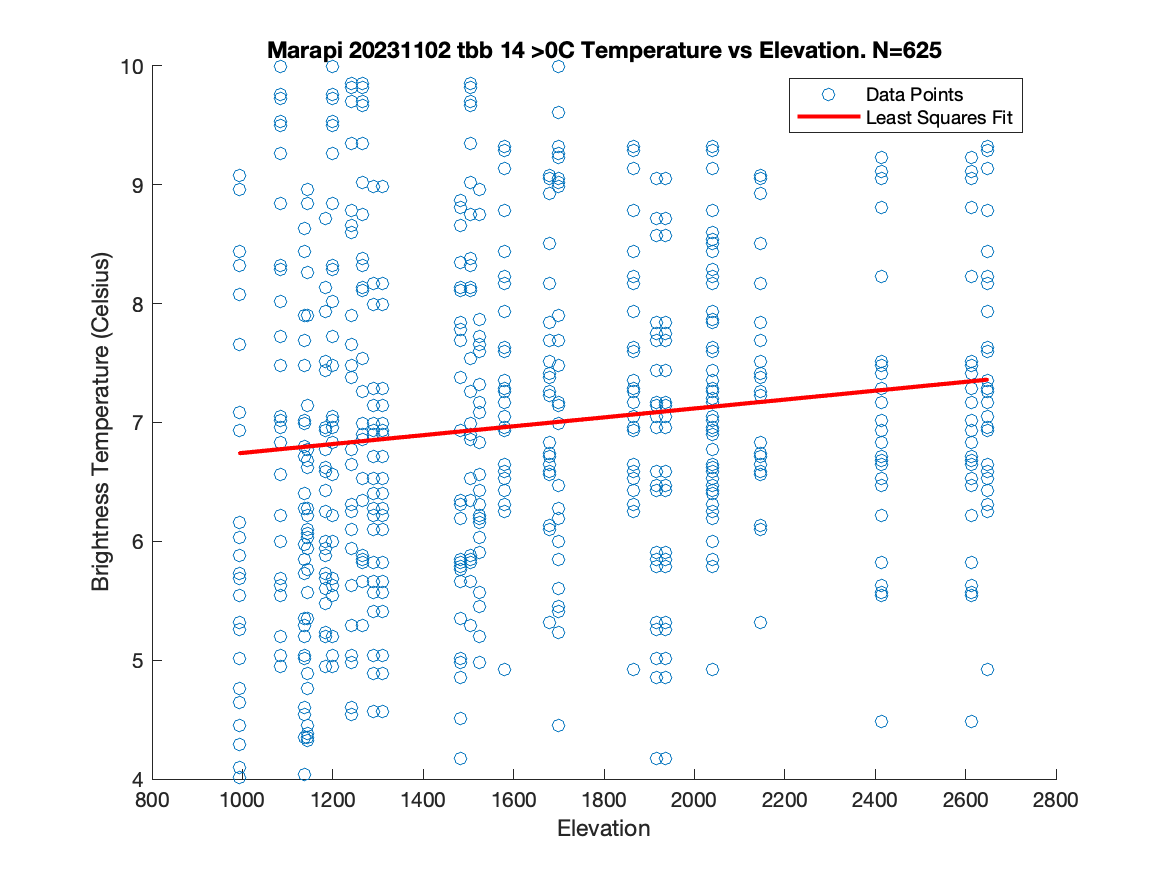 Marapi 20231102 tbb 14 >0C Temperature vs Elevation. N=625
Data Points
Least Squares Fit
Brightness Temperature (Celsius)
10
9
8
7
6
5
4
800 1000 1200 1400 1600 1800 2000 2200 2400 2600 2800
Elevation